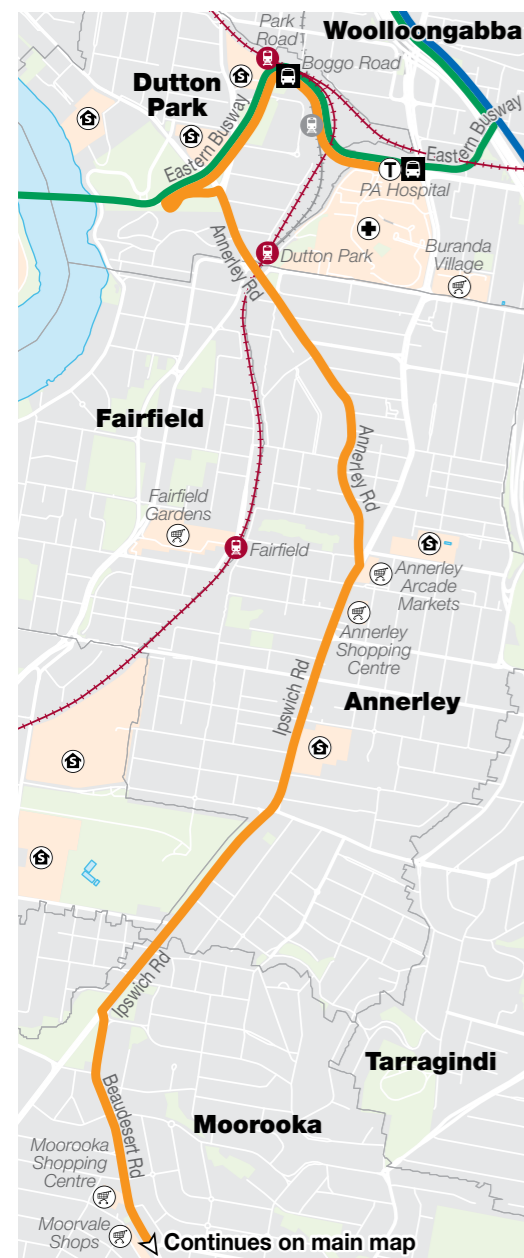 Park
Road
Woolloongabba
Boggo Road
Dutton
Park
Eastern Busway
Eastern Busway
T
PA Hospital
Annerley Rd
Dutton Park
Buranda
Village
Fairfield
Annerley Rd
Fairfield
Gardens
Fairfield
Annerley
Arcade
Markets
Annerley
Shopping
Centre
Ipswich Rd
Annerley
Ipswich Rd
Tarragindi
Beaudesert Rd
Moorooka
Moorooka
Shopping
Centre
Moorvale
Shops
Continues on main map